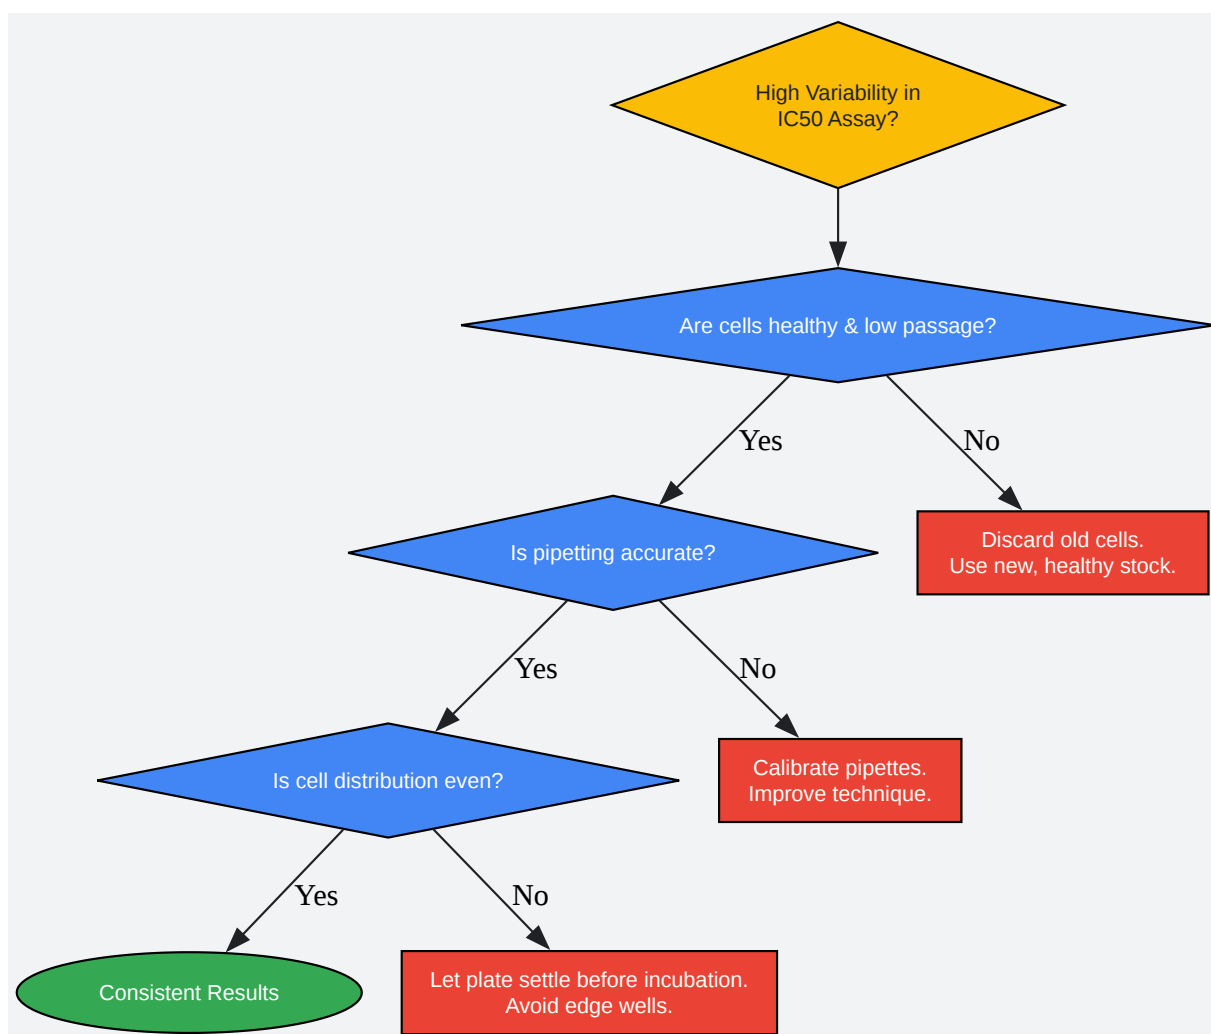 High Variability in
IC50 Assay?
Are cells healthy & low passage?
Yes
No
Is pipetting accurate?
Discard old cells.
Use new, healthy stock.
Yes
No
Is cell distribution even?
Calibrate pipettes.
Improve technique.
Yes
No
Consistent Results
Let plate settle before incubation.
Avoid edge wells.